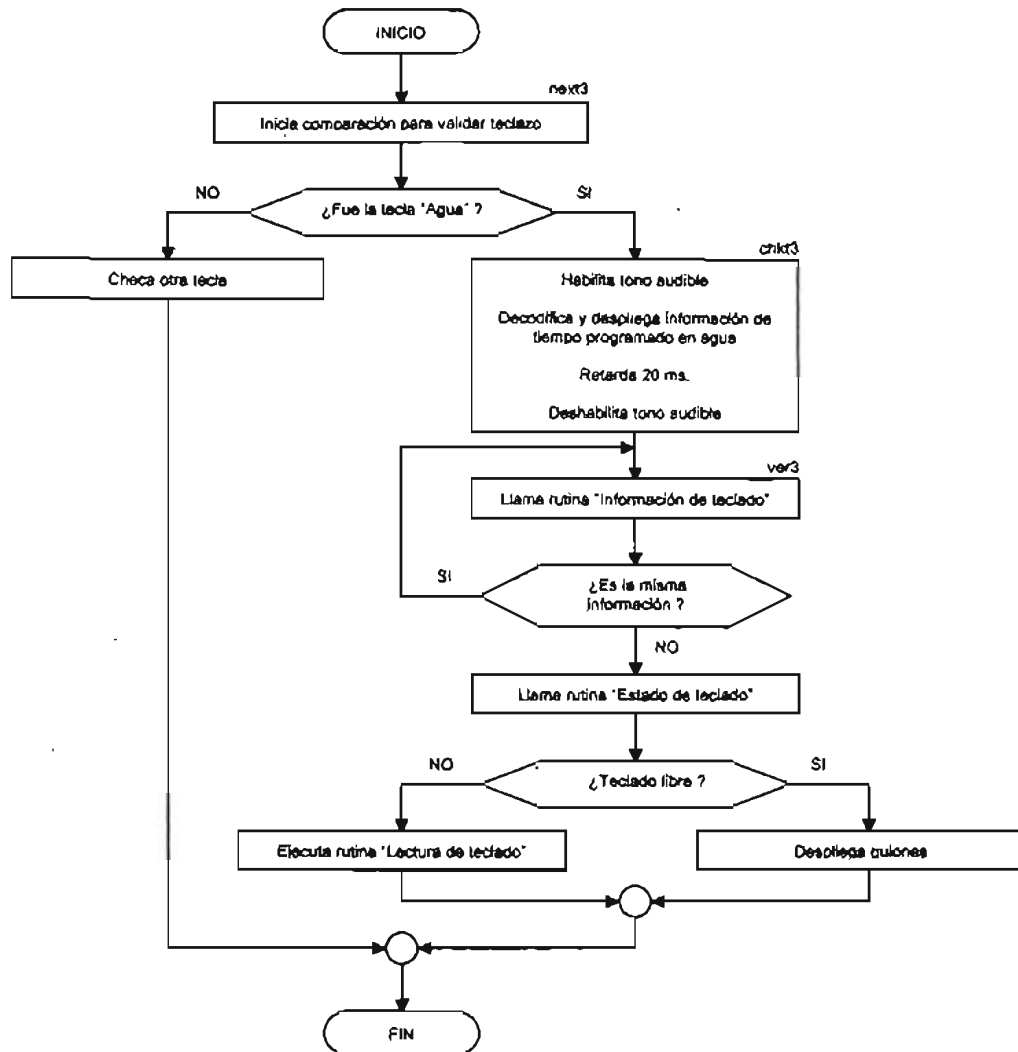 INICIO
next3
Inicia comparación para validar teclazo
NO
SI
¿Fue la tecla "Agua" ?
chkt3
Checa otra tecla
Habilita tono audible
Decodifica y despliega información de
tiempo programado en agua
Retarda 20 ms.
Deshabilita tono audible
ver3
Llama rutina "Información de teclado"
SI
¿Es la misma
información ?
NO
Llama rutina "Estado de teclado"
NO
SI
¿Teclado libre ?
Ejecuta rutina "Lectura de teclado"
Despliega guiones
FIN